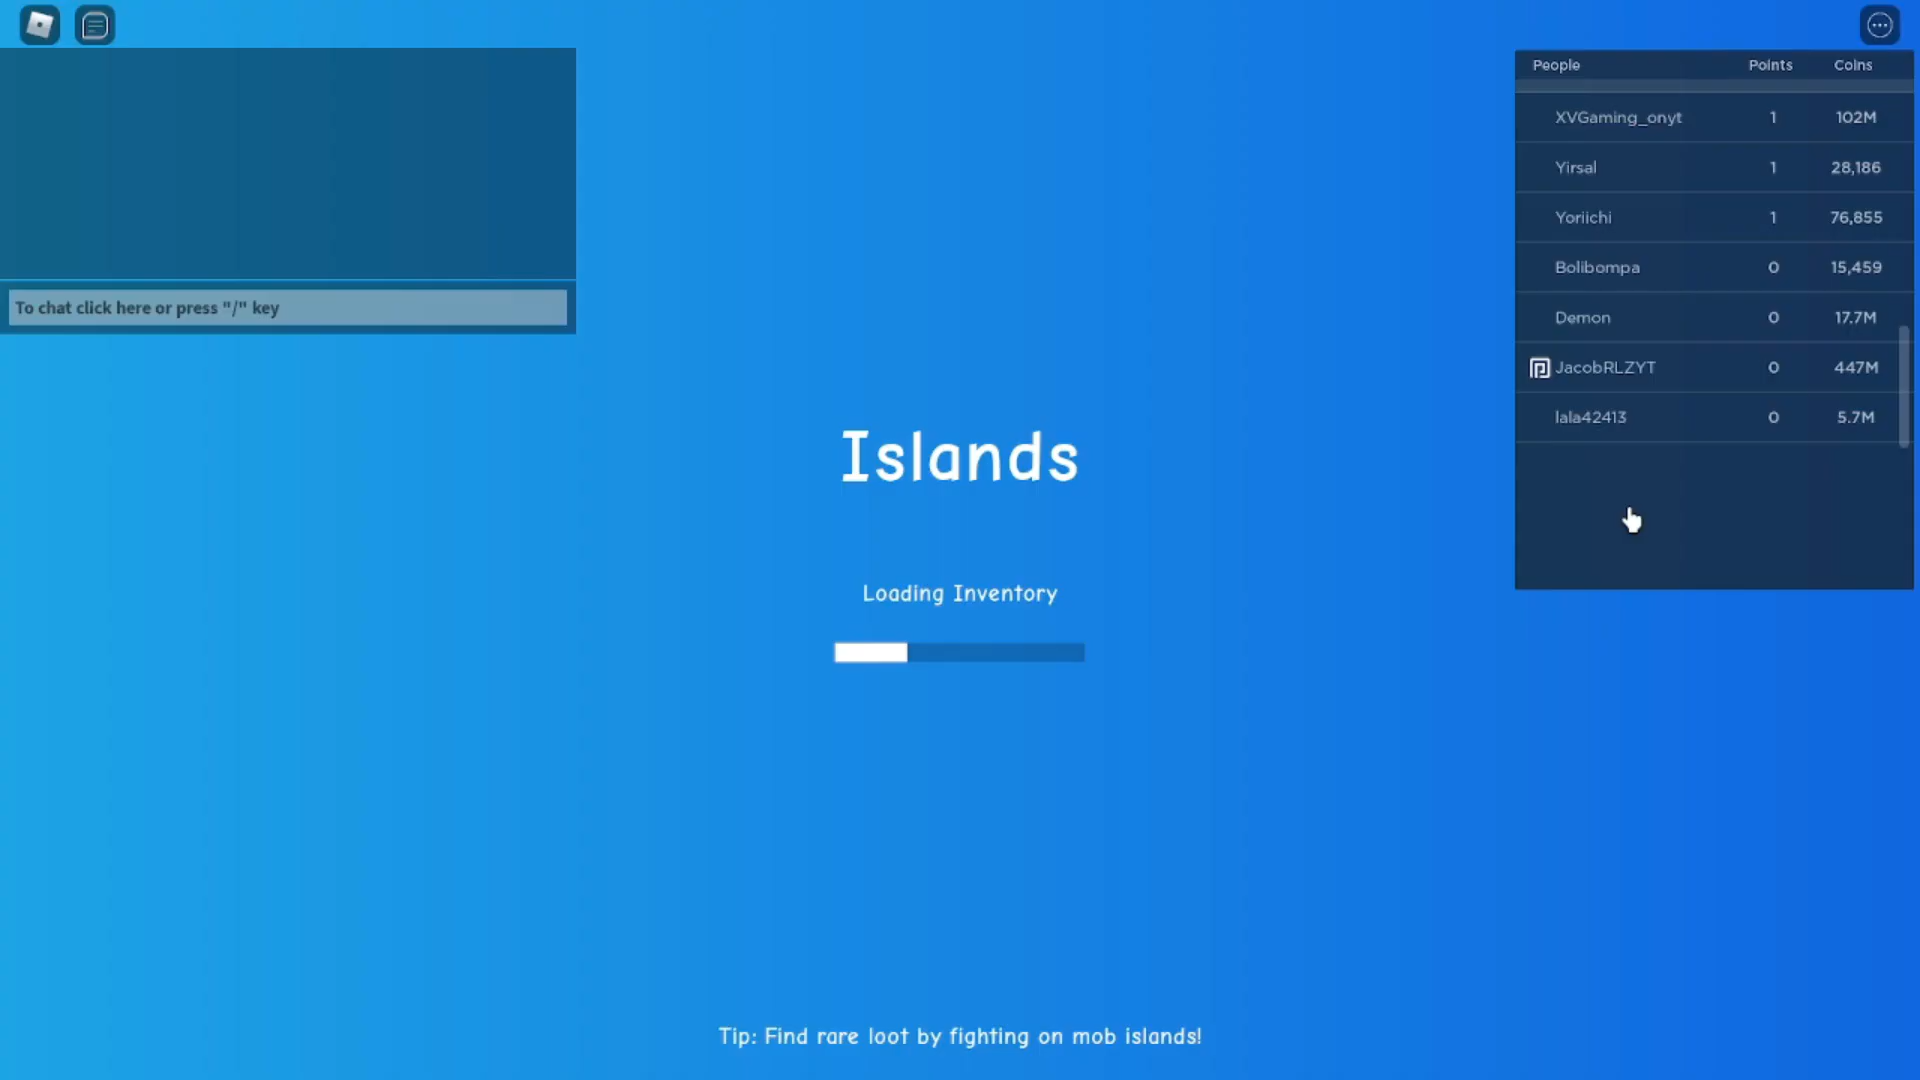 To chat click here or press "/" key
People Points Coins
XVGaming_onyt 1 102M
Yirsal 1 28,186
Yoriichi 1 76,855
Bolibompa 0 15,459
Demon 0 17.7M
JacobRLZYT 0 447M
lala42413 0 5.7M
Islands
Loading Inventory
Tip: Find rare loot by fighting on mob islands!